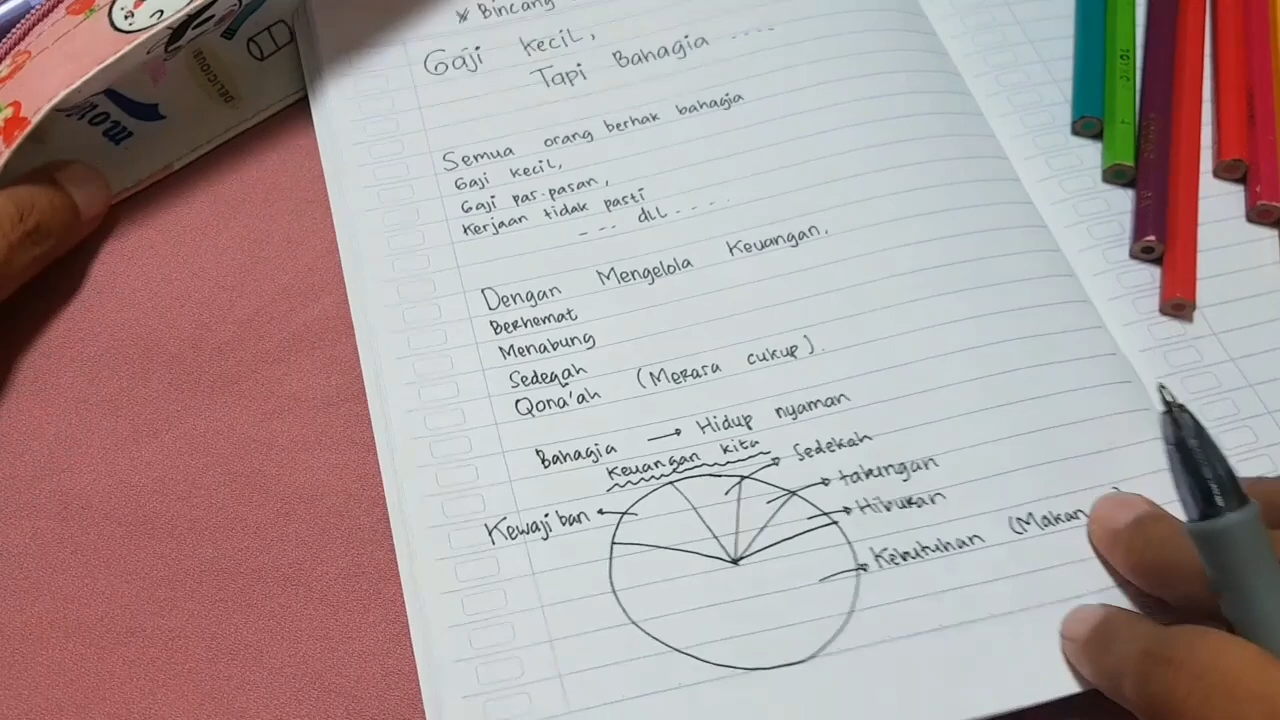 * Bincang
Gaji kecil,
Tapi Bahagia ....
Semua orang berhak bahagia
Gaji kecil,
Gaji pas-pasan,
Kerjaan tidak pasti
--- dll ....
Dengan Mengelola Keuangan.
Berhemat
Menabung
Sedeqah
Qona'ah (Merasa cukup).
Bahagia → Hidup nyaman
Keuangan kita
Sedekah
tabungan
Hiburan
Kewajiban
Kebutuhan (Makan
DELICIOUS!